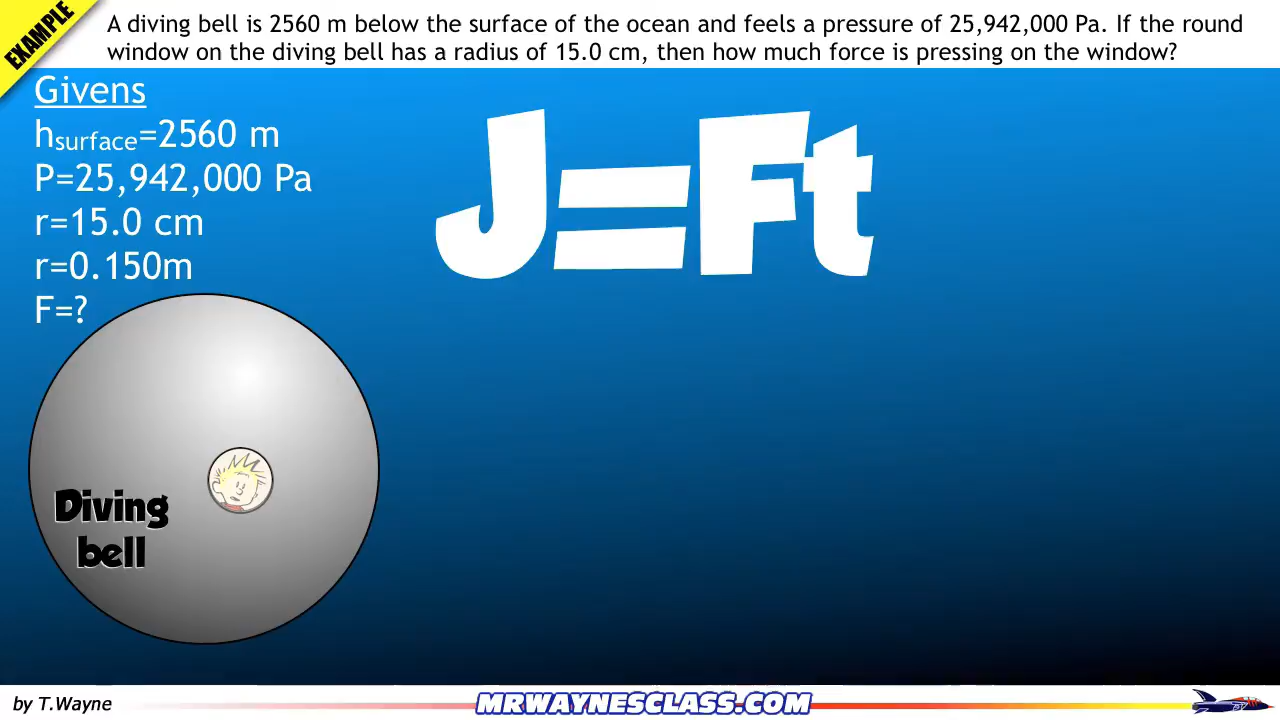 EXAMPLE
A diving bell is 2560 m below the surface of the ocean and feels a pressure of 25,942,000 Pa. If the round
window on the diving bell has a radius of 15.0 cm, then how much force is pressing on the window?
Givens
hsurface=2560 m
P=25,942,000 Pa
r=15.0 cm
r=0.150m
F=?
J=Ft
Diving
bell
by T.Wayne
MRWAYNESCLASS.COM